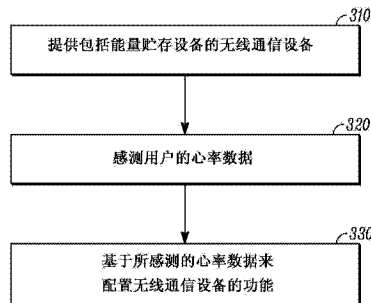 310
提供包括能量贮存设备的无线通信设备
320
感测用户的心率数据
330
基于所感测的心率数据来
配置无线通信设备的功能